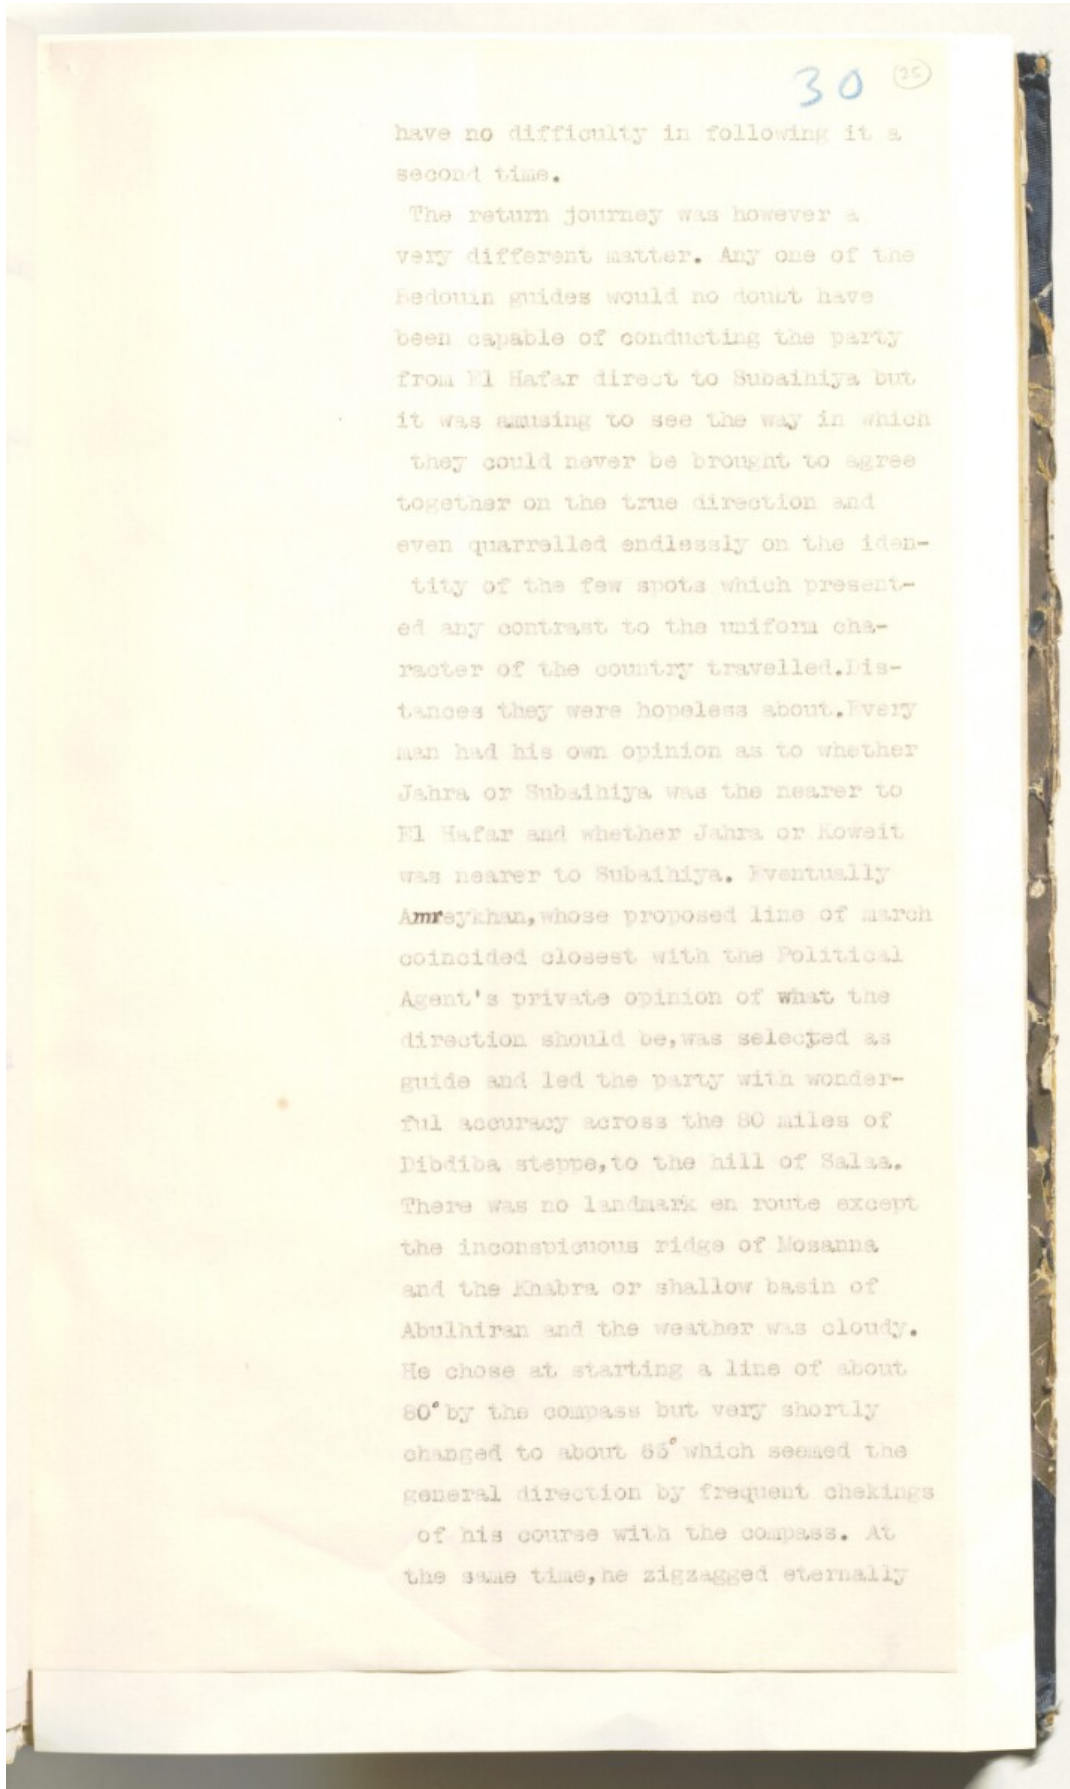 30 25
have no difficulty in following it a
second time.
The return journey was however a
very different matter. Any one of the
Bedouin guides would no doubt have
been capable of conducting the party
from El Hafar direct to Subaihiya but
it was amusing to see the way in which
they could never be brought to agree
together on the true direction and
even quarrelled endlessly on the iden-
tity of the few spots which present-
ed any contrast to the uniform cha-
racter of the country travelled.Dis-
tances they were hopeless about.Every
man had his own opinion as to whether
Jahra or Subaihiya was the nearer to
El Hafar and whether Jahra or Koweit
was nearer to Subaihiya. Eventually
Amreykhan,whose proposed line of march
coincided closest with the Political
Agent's private opinion of what the
direction should be,was selected as
guide and led the party with wonder-
ful accuracy across the 80 miles of
Dibdiba steppe,to the hill of Salaa.
There was no landmark en route except
the inconspicuous ridge of Mosanna
and the Khabra or shallow basin of
Abulhiran and the weather was cloudy.
He chose at starting a line of about
80° by the compass but very shortly
changed to about 65° which seemed the
general direction by frequent chekings
of his course with the compass. At
the same time,he zigzagged eternally